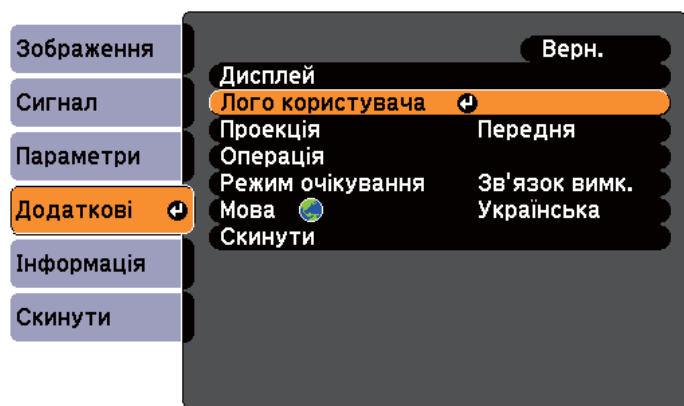 Зображення
Сигнал
Параметри
Додаткові
Інформація
Скинути
Верн.
Дисплей
Лого користувача
Проекція Передня
Операція
Режим очікування Зв'язок вимк.
Мова Українська
Скинути